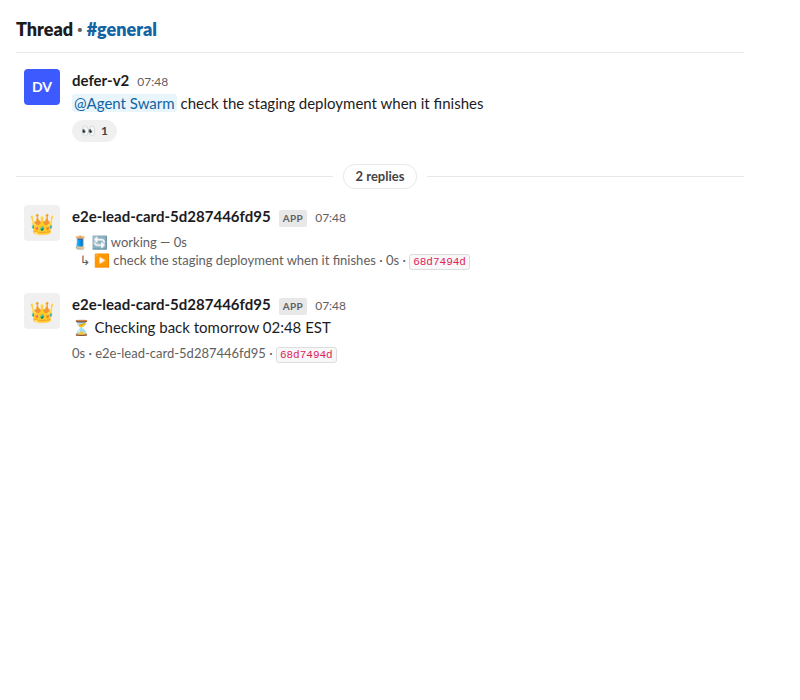 Thread • #general
DV
defer-v2 07:48
@Agent Swarm check the staging deployment when it finishes
👀 1
2 replies
e2e-lead-card-5d287446fd95 APP 07:48
🧵 🔄 working — 0s
↳ ▶️ check the staging deployment when it finishes · 0s · 68d7494d
e2e-lead-card-5d287446fd95 APP 07:48
⏳ Checking back tomorrow 02:48 EST
0s · e2e-lead-card-5d287446fd95 · 68d7494d